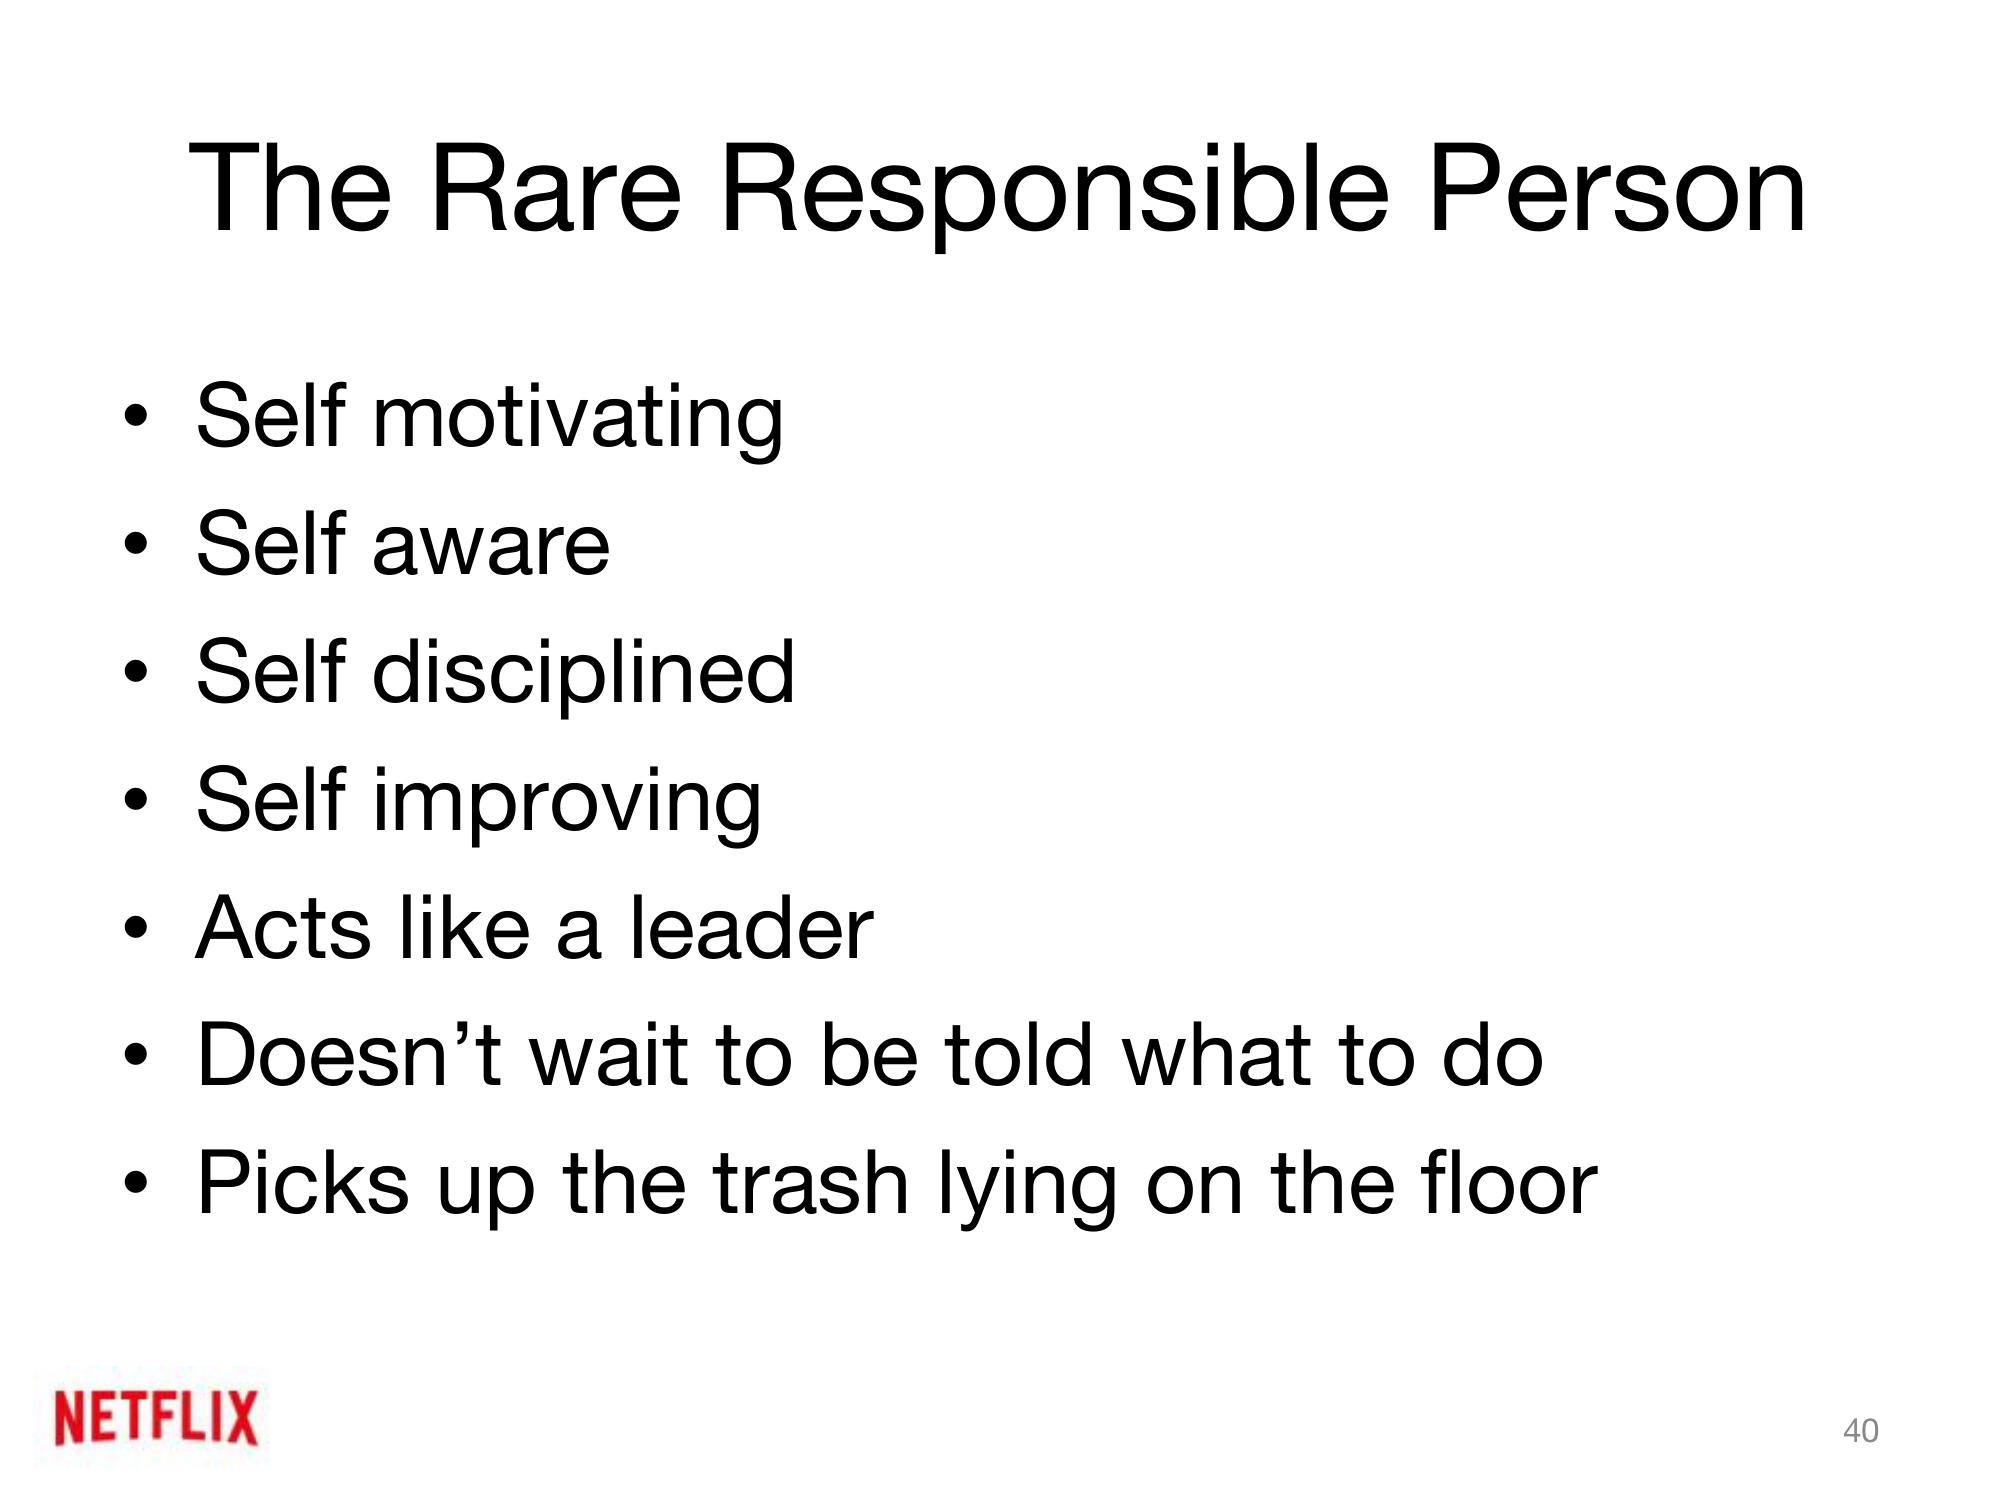 The Rare Responsible Person
• Self motivating
• Self aware
• Self disciplined
• Self improving
• Acts like a leader
• Doesn’t wait to be told what to do
• Picks up the trash lying on the floor
NETFLIX
40